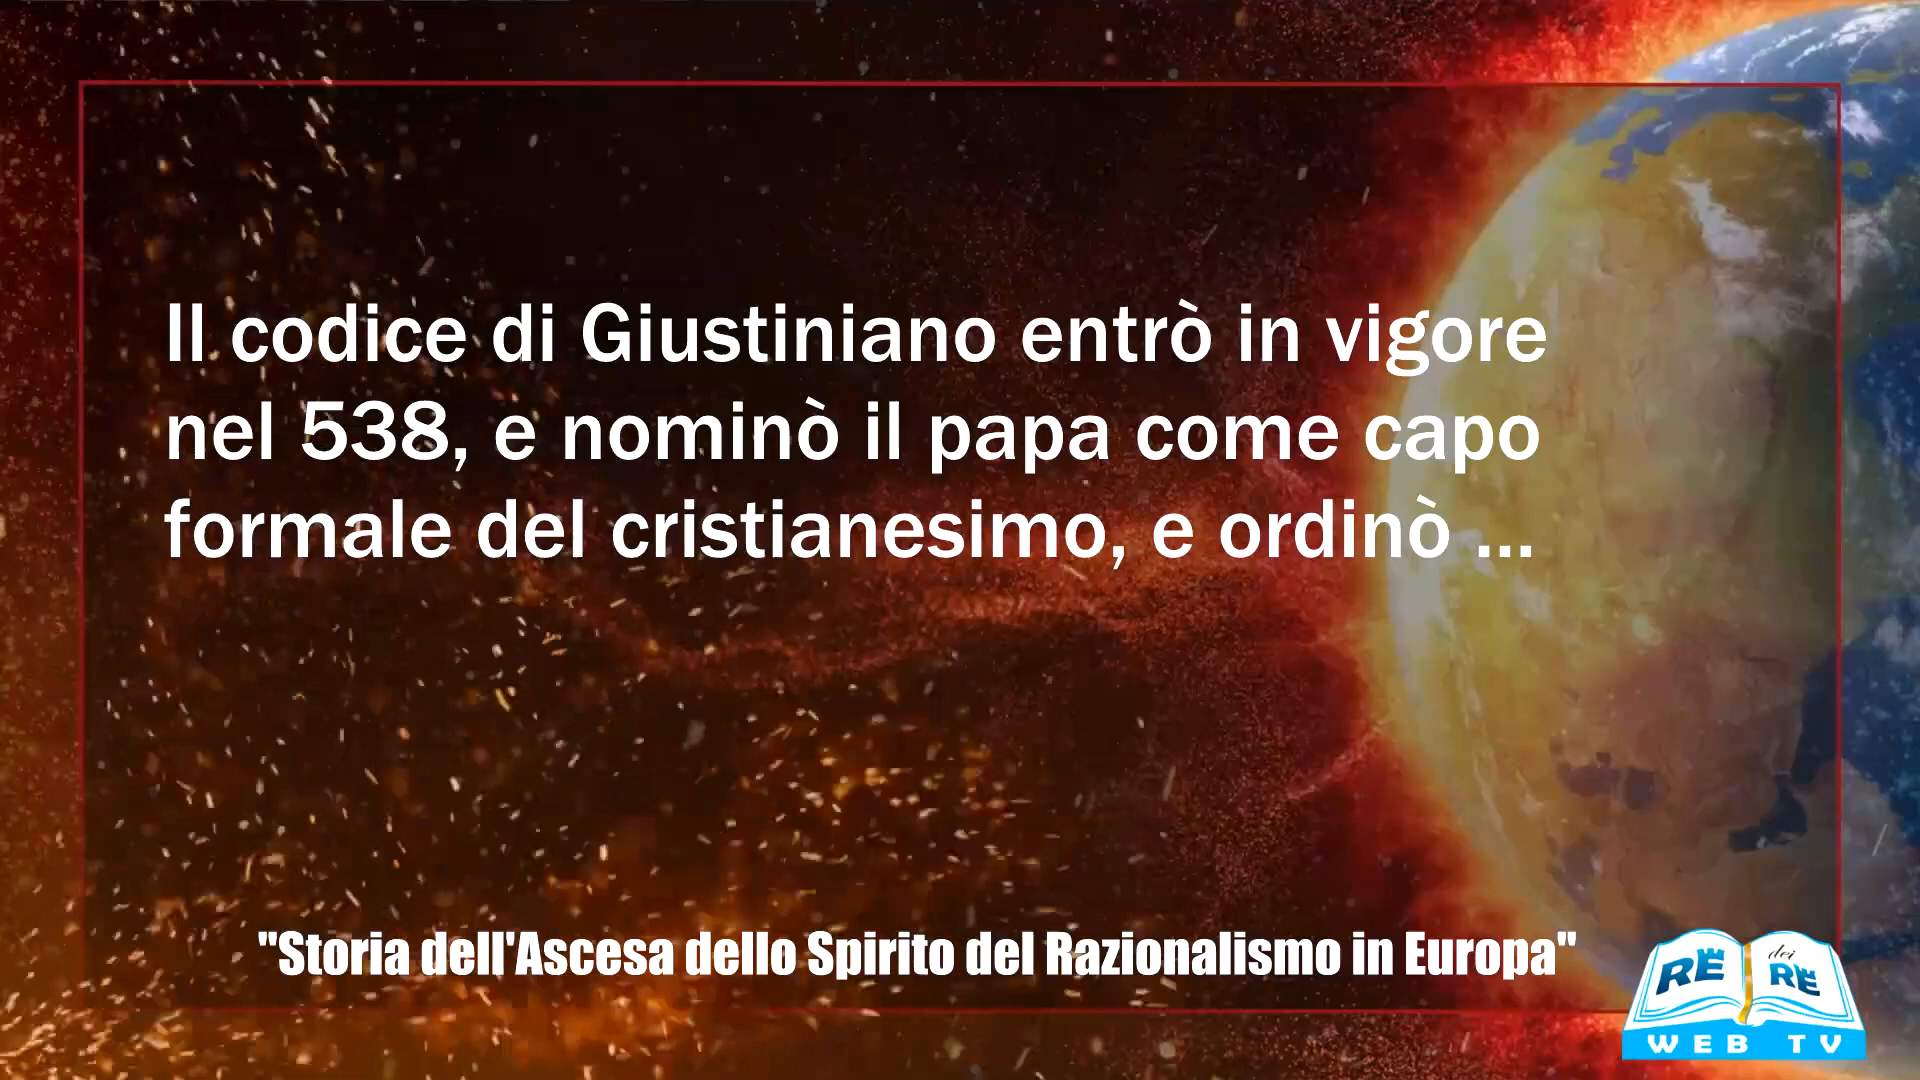 Il codice di Giustiniano entrò in vigore
nel 538, e nominò il papa come capo
formale del cristianesimo, e ordinò ...
"Storia dell'Ascesa dello Spirito del Razionalismo in Europa"
RE dei RE
WEB TV